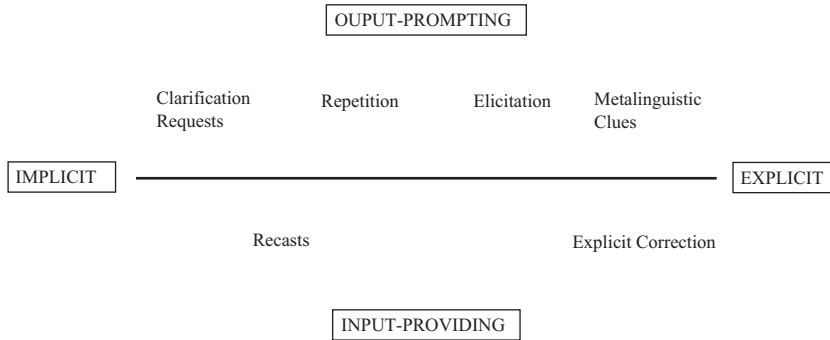 OUPUT-PROMPTING
Clarification
Requests
Repetition
Elicitation
Metalinguistic
Clues
IMPLICIT
EXPLICIT
Recasts
Explicit Correction
INPUT-PROVIDING